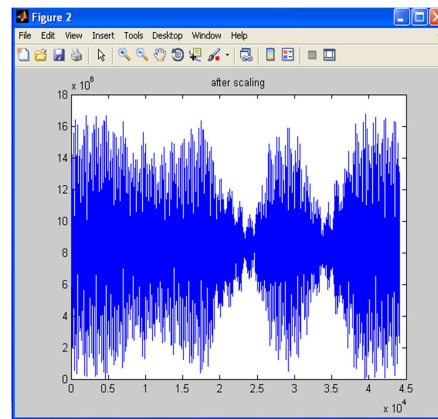 Figure 2
File Edit View Insert Tools Desktop Window Help
x 10^6
after scaling
18
16
14
12
10
8
6
4
2
0
0 0.5 1 1.5 2 2.5 3 3.5 4 4.5
x 10^4